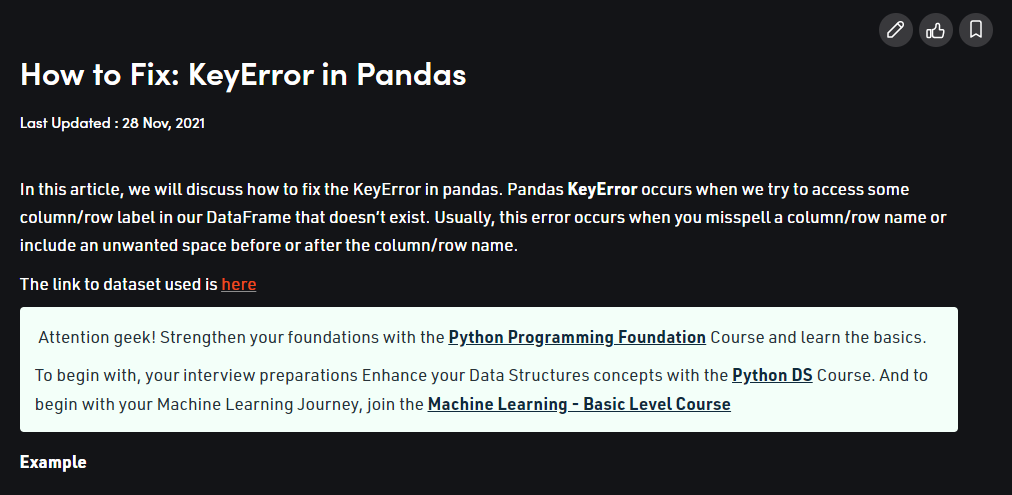 How to Fix: KeyError in Pandas
Last Updated : 28 Nov, 2021
In this article, we will discuss how to fix the KeyError in pandas. Pandas KeyError occurs when we try to access some
column/row label in our DataFrame that doesn’t exist. Usually, this error occurs when you misspell a column/row name or
include an unwanted space before or after the column/row name.
The link to dataset used is here
Attention geek! Strengthen your foundations with the Python Programming Foundation Course and learn the basics.
To begin with, your interview preparations Enhance your Data Structures concepts with the Python DS Course. And to
begin with your Machine Learning Journey, join the Machine Learning - Basic Level Course
Example